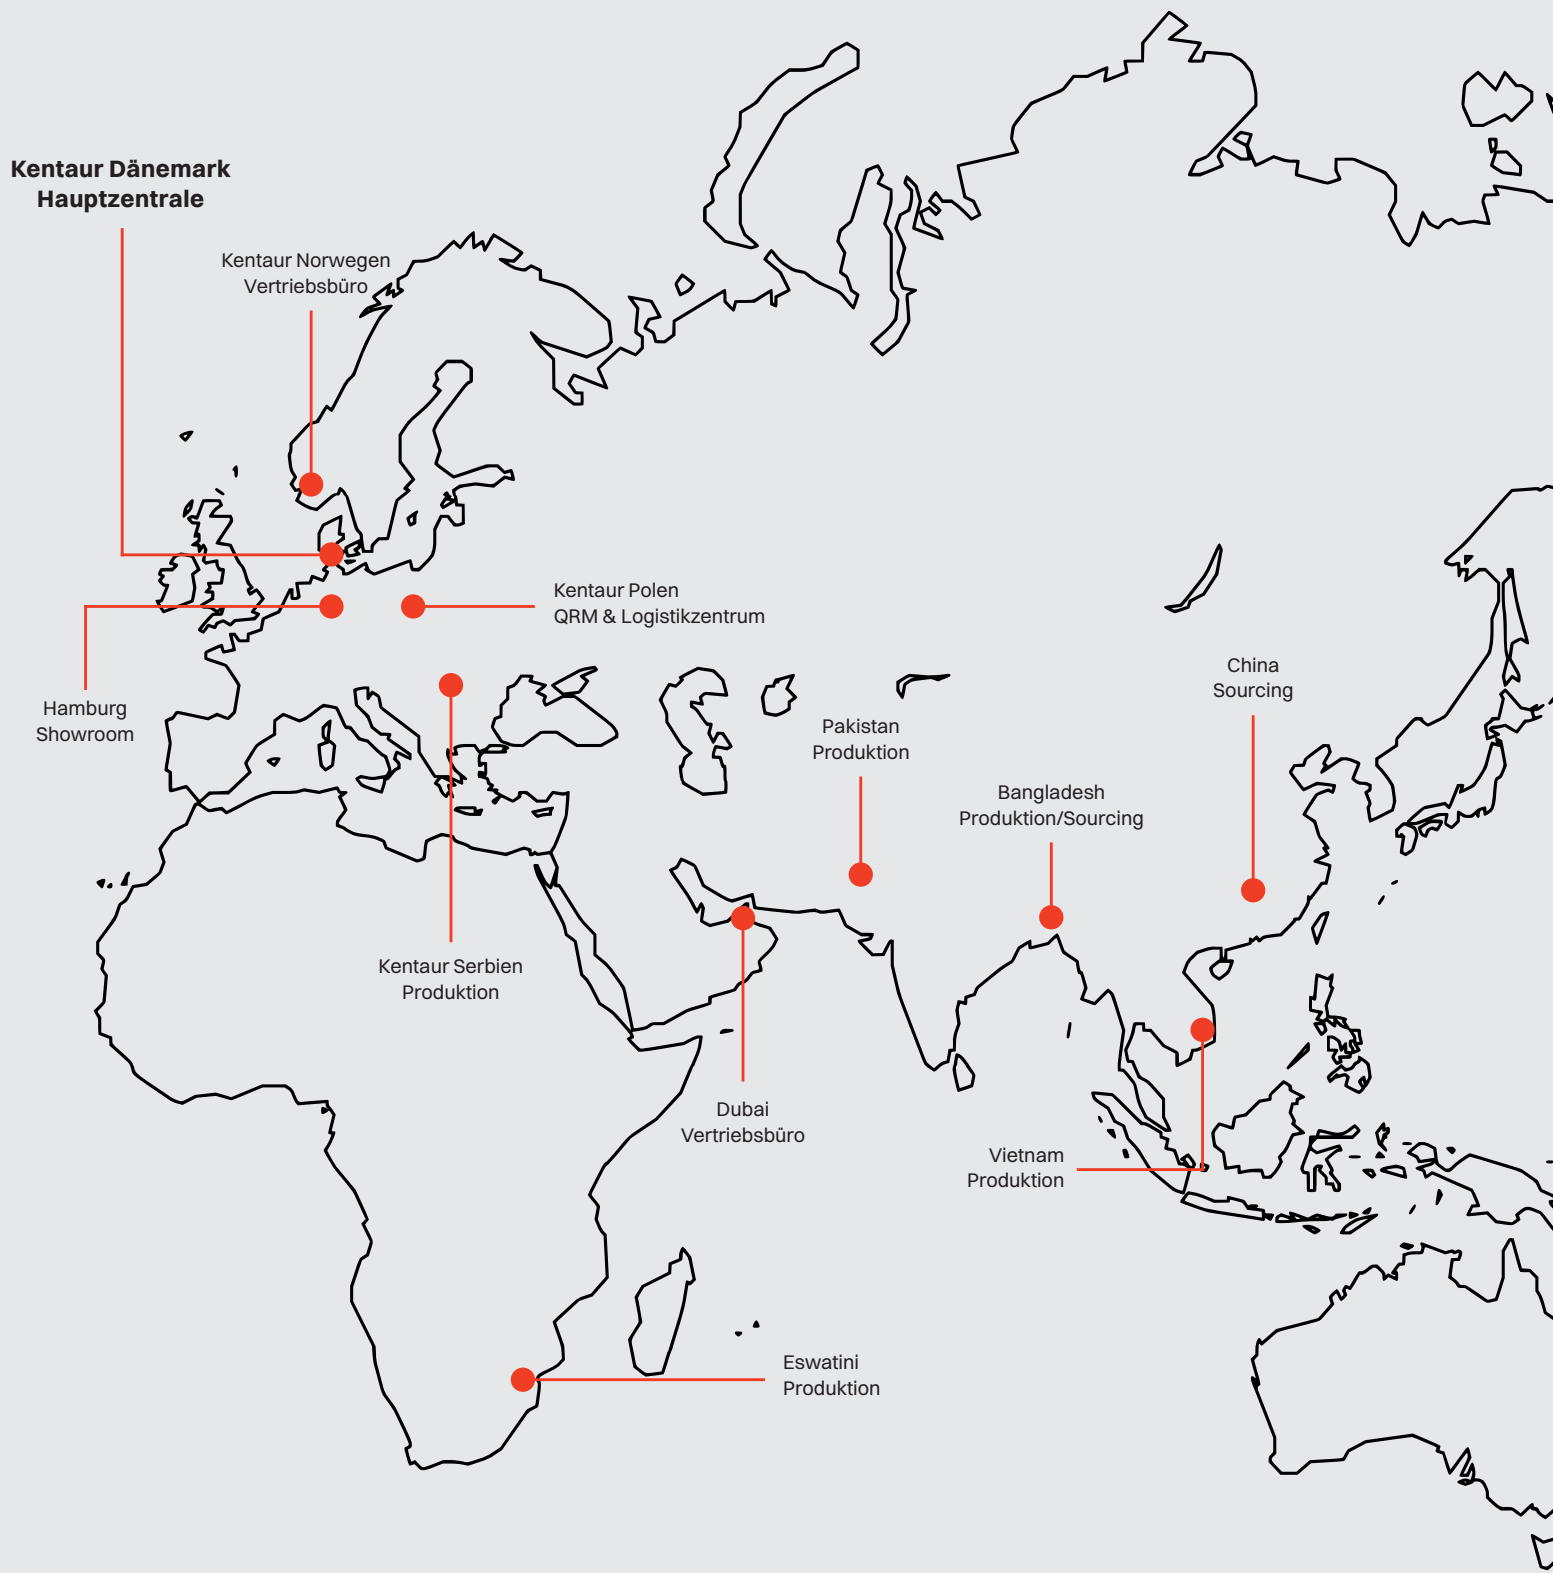 Kentaur Dänemark
Hauptzentrale
Kentaur Norwegen
Vertriebsbüro
Kentaur Polen
QRM & Logistikzentrum
Hamburg
Showroom
China
Sourcing
Pakistan
Produktion
Bangladesh
Produktion/Sourcing
Kentaur Serbien
Produktion
Dubai
Vertriebsbüro
Vietnam
Produktion
Eswatini
Produktion